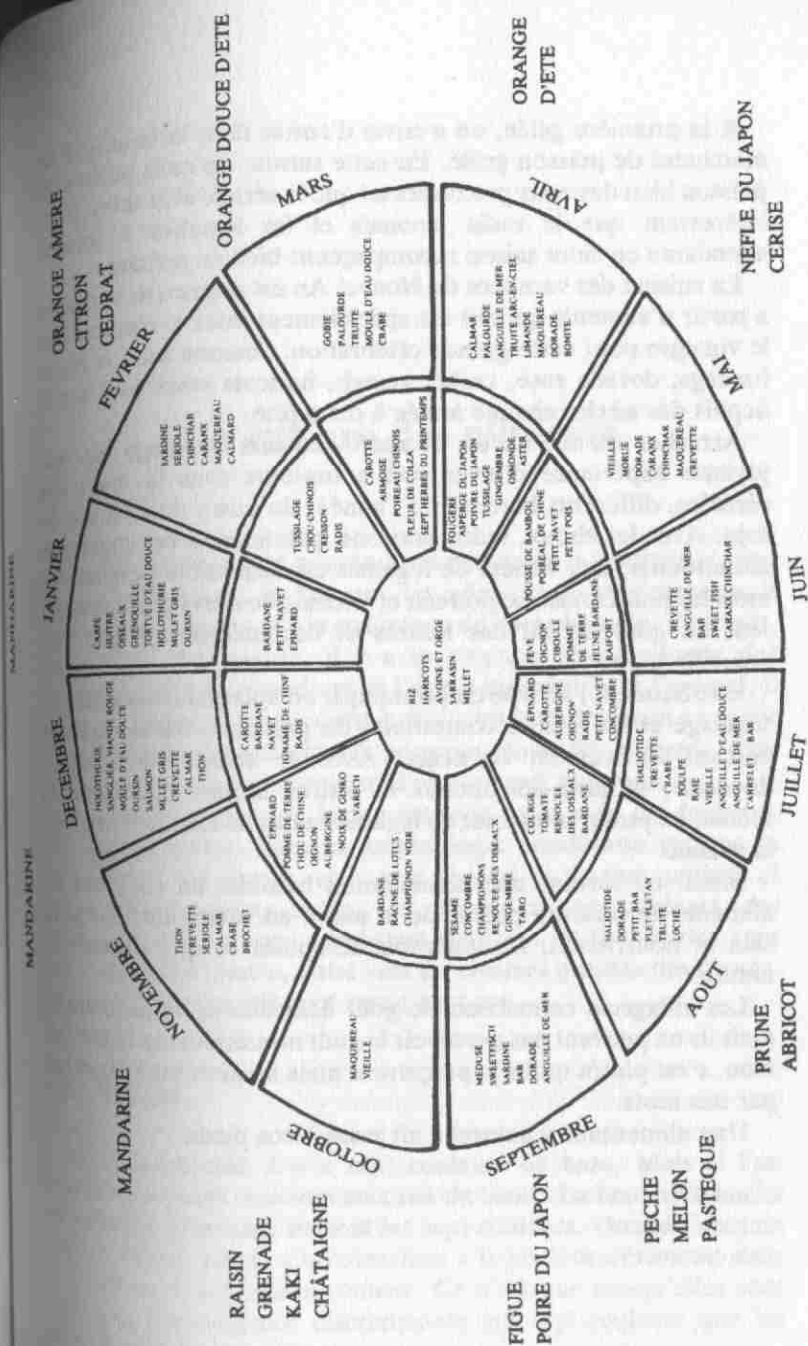 MANDARINE
MANDARINE
ORANGE AMERE
CITRON
CEDRAT
ORANGE DOUCE D'ETE
ORANGE
D'ETE
NEFLE DU JAPON
CERISE
PRUNE
ABRICOT
PECHE
MELON
PASTEQUE
FIGUE
POIRE DU JAPON
RAISIN
GRENADE
KAKI
CHÂTAIGNE
MANDARINE
JANVIER
CARPE
HUITRE
OISEAUX
GRENOUILLE
TORTUE D'EAU DOUCE
HOLOTHURIE
MULET GRIS
OURSIN
BARDANE
PETIT NAVET
EPINARD
FEVRIER
SARDINE
SERIOLE
CHINCHAR
CARANX
MAQUEREAU
CALMARD
TUSSILAGE
CHOU CHINOIS
CRESSON
RADIS
MARS
GOBIE
PALOURDE
TRUITE
MOULE D'EAU DOUCE
CRABE
CAROTTE
ARMOISE
POIREAU CHINOIS
FLEUR DE COLZA
SEPT HERBES DU PRINTEMPS
AVRIL
CALMAR
PALOURDE
ANGUILLE DE MER
TRUITE ARC-EN-CIEL
LIMANDE
MAQUEREAU
DORADE
BONITE
FOUGERE
ASPERGE DU JAPON
POIVRE DU JAPON
TUSSILAGE
GINGEMBRE
OSMONDE
ASTER
MAI
VIEILLE
MORUE
DORADE
CARANX
CHINCHAR
MAQUEREAU
CREVETTE
POUSSE DE BAMBOU
POIREAU DE CHINE
PETIT NAVET
PETIT POIS
JUIN
CREVETTE
ANGUILLE DE MER
BAR
SWEET FISH
CARANX CHINCHAR
FEVE
OIGNON
CIBOULE
POMME
DE TERRE
JEUNE BARDANE
RAIFORT
JUILLET
HALIOTIDE
CREVETTE
CRABE
POULPE
RAIE
VIEILLE
ANGUILLE D'EAU DOUCE
ANGUILLE DE MER
CARRELET BAR
EPINARD
CAROTTE
AUBERGINE
OIGNON
RADIS
PETIT NAVET
CONCOMBRE
AOUT
HALIOTIDE
DORADE
PETIT BAR
FLET FLETAN
TRUITE
LOCHE
COURGE
TOMATE
RENOUEE
DES OISEAUX
BARDANE
SEPTEMBRE
MEDUSE
SWEETFISCH
SARDINE
BAR
DORADE
ANGUILLE DE MER
SESAME
CONCOMBRE
CHAMPIGNONS
RENOUEE DES OISEAUX
GINGEMBRE
TARO
OCTOBRE
MAQUEREAU
VIEILLE
BARDANE
RACINE DE LOTUS
CHAMPIGNON NOIR
NOVEMBRE
THON
CREVETTE
SERIOLE
CALMAR
CRABE
BROCHET
EPINARD
POMME DE TERRE
CHOU DE CHINE
OIGNON
AUBERGINE
NOIX DE GINKO
VARECH
DECEMBRE
HOLOTHURIE
SANGLIER, VIANDE ROUGE
MOULE D'EAU DOUCE
OURSIN
SALMON
MULET GRIS
CREVETTE
CALMAR
THON
CAROTTE
BARDANE
NAVET
IGNAME DE CHINE
RADIS
RIZ
HARICOTS
AVOINE ET ORGE
SARRASIN
MILLET